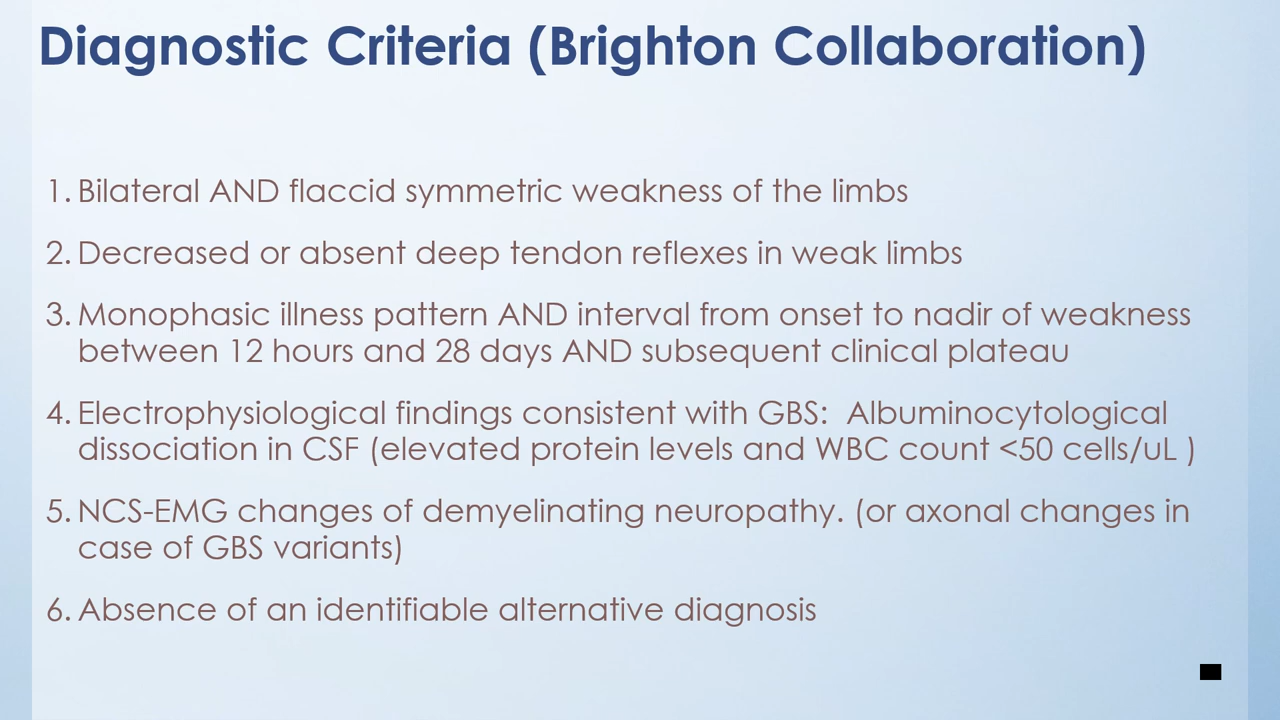 Diagnostic Criteria (Brighton Collaboration)
1. Bilateral AND flaccid symmetric weakness of the limbs
2. Decreased or absent deep tendon reflexes in weak limbs
3. Monophasic illness pattern AND interval from onset to nadir of weakness
between 12 hours and 28 days AND subsequent clinical plateau
4. Electrophysiological findings consistent with GBS:  Albuminocytological
dissociation in CSF (elevated protein levels and WBC count <50 cells/uL )
5. NCS-EMG changes of demyelinating neuropathy. (or axonal changes in
case of GBS variants)
6. Absence of an identifiable alternative diagnosis